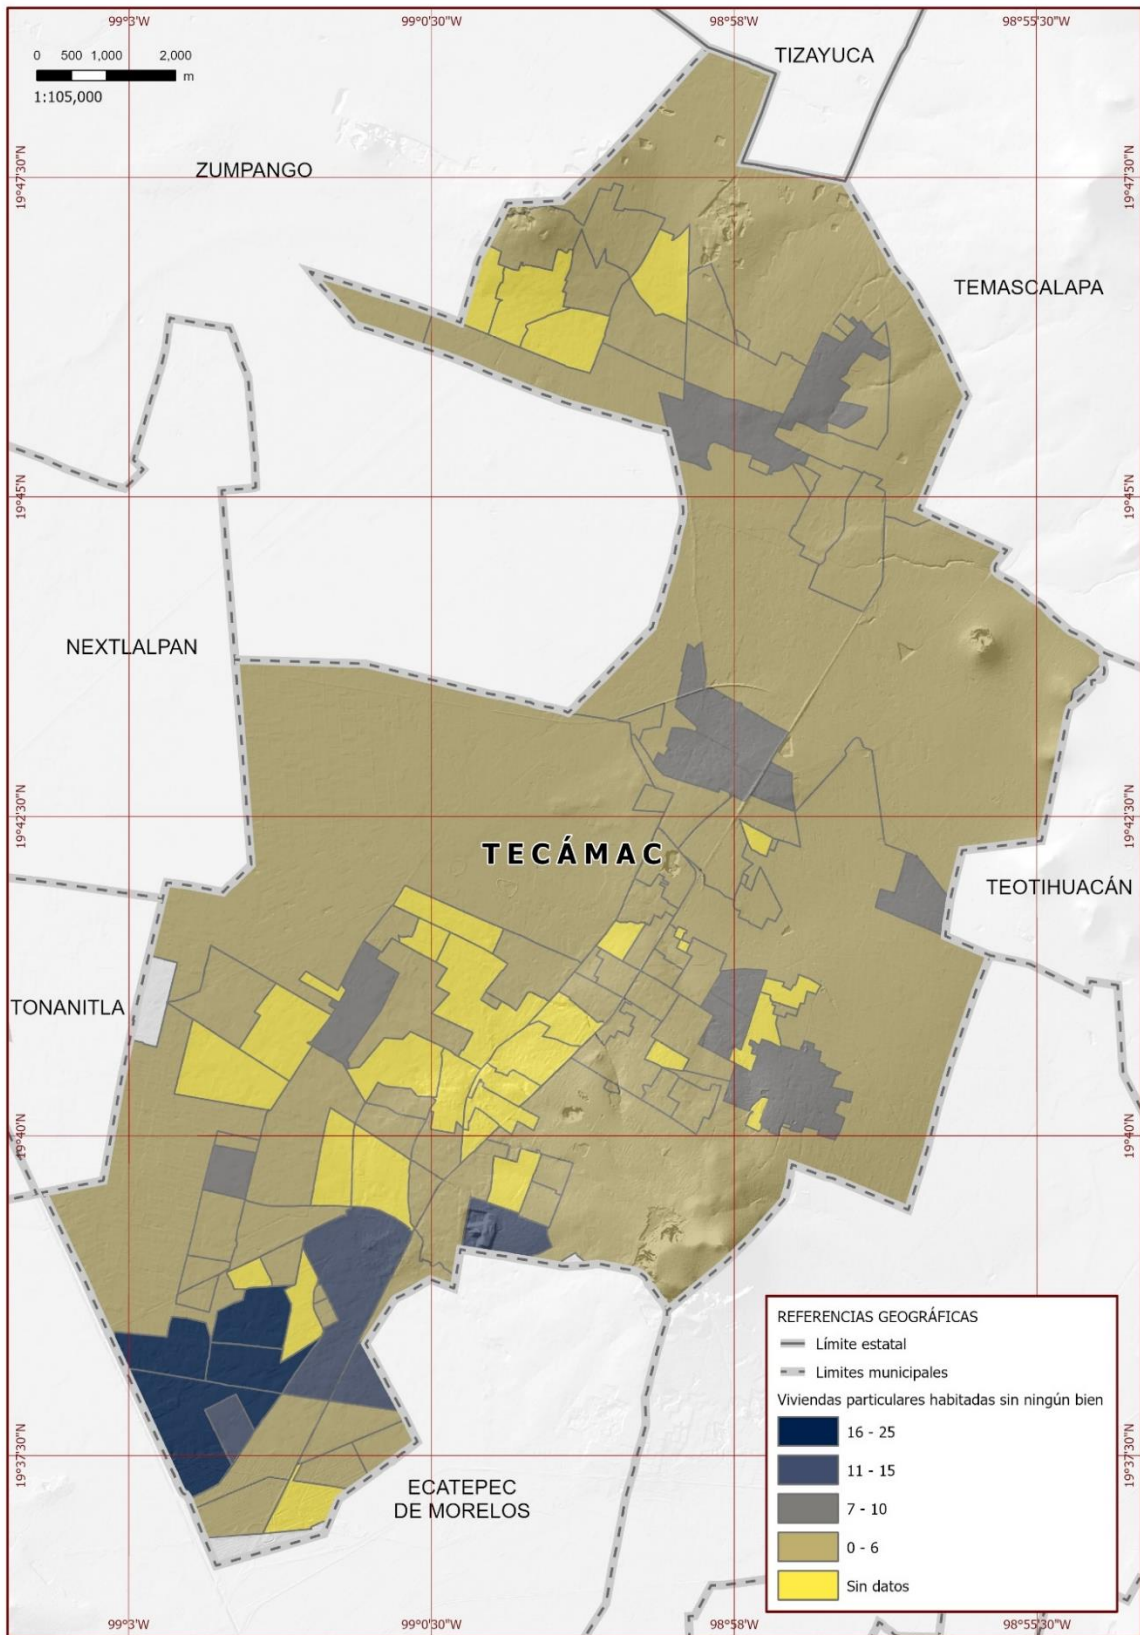 99°3'W 99°0'30"W 98°58'W 98°55'30"W
0 500 1,000 2,000
m
1:105,000
TIZAYUCA
ZUMPANGO
19°47'30"N 19°47'30"N
TEMASCALAPA
19°45'N 19°45'N
NEXTLALPAN
19°42'30"N 19°42'30"N
TECÁMAC
TEOTIHUACÁN
TONANITLA
19°40'N 19°40'N
REFERENCIAS GEOGRÁFICAS
Límite estatal
Limites municipales
Viviendas particulares habitadas sin ningún bien
16 - 25
11 - 15
7 - 10
0 - 6
Sin datos
19°37'30"N 19°37'30"N
ECATEPEC
DE MORELOS
99°3'W 99°0'30"W 98°58'W 98°55'30"W